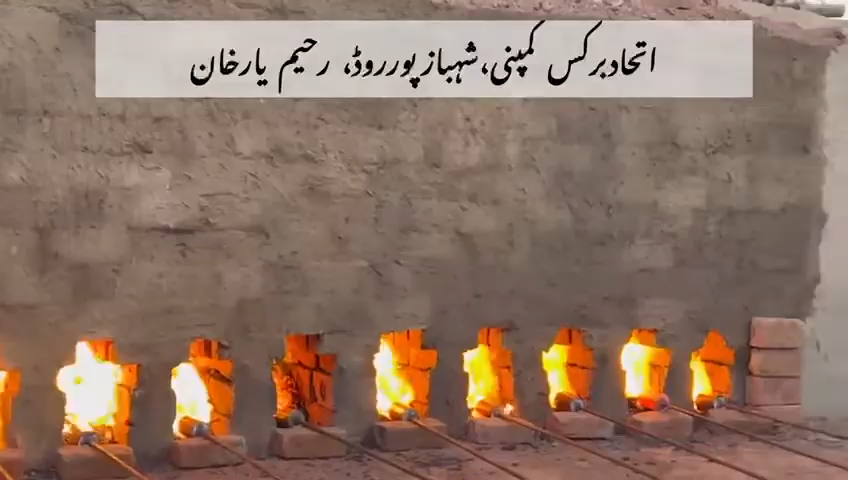 اتحاد برکس کمپنی، شہباز پور روڈ، رحیم یار خان